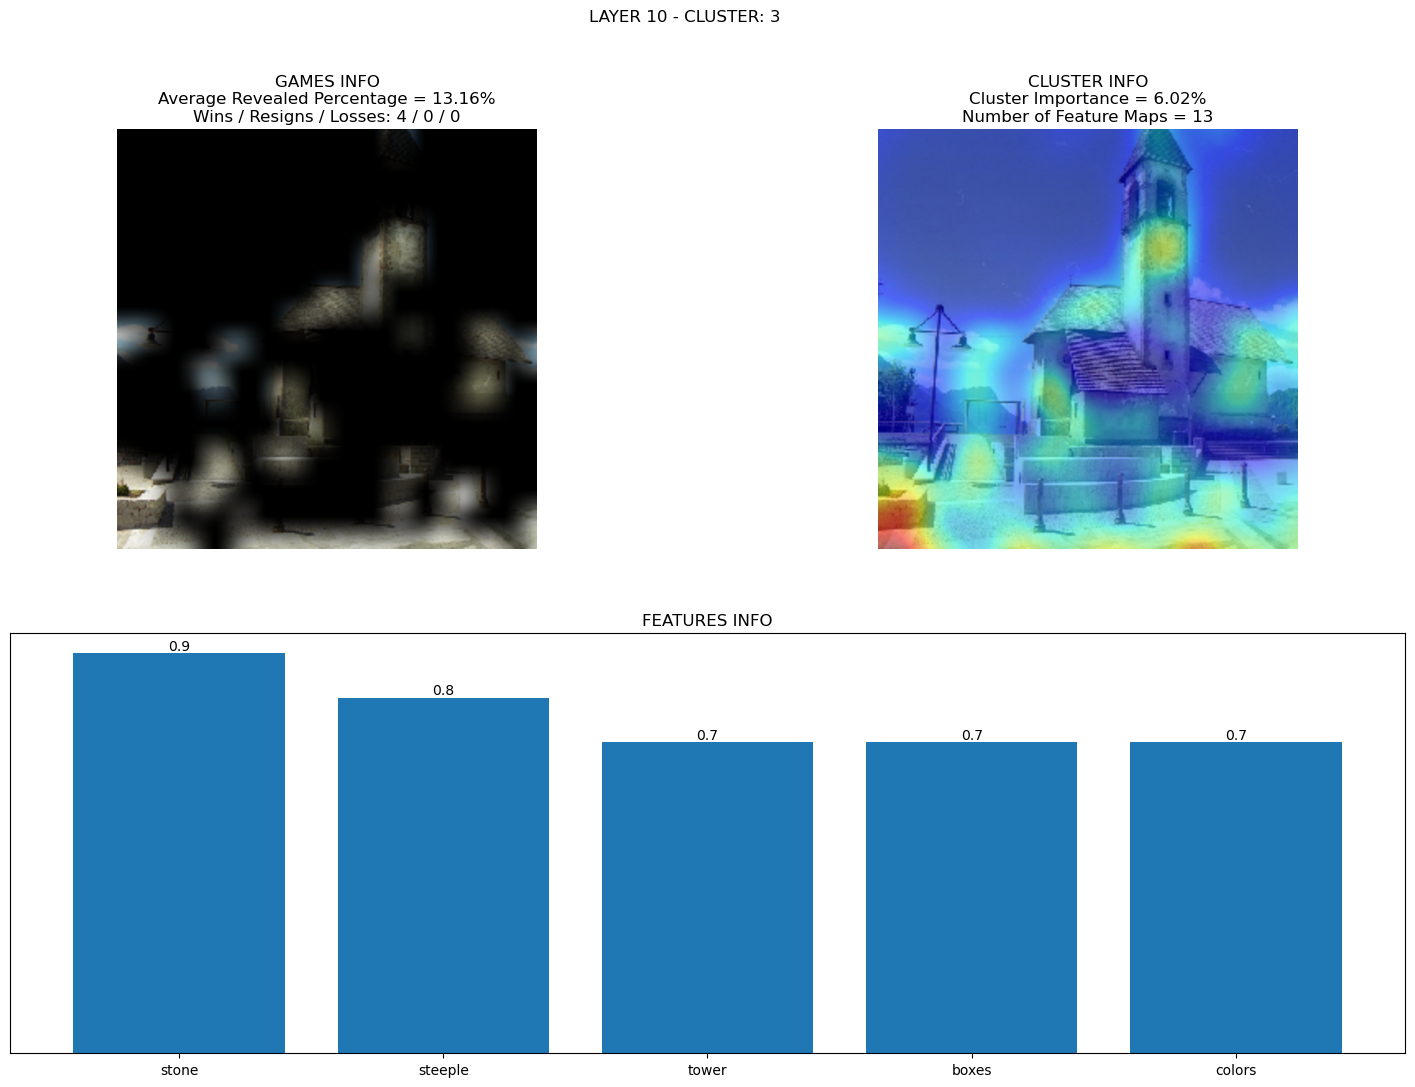 LAYER 10 - CLUSTER: 3
GAMES INFO
Average Revealed Percentage = 13.16%
Wins / Resigns / Losses: 4 / 0 / 0
CLUSTER INFO
Cluster Importance = 6.02%
Number of Feature Maps = 13
FEATURES INFO
0.9
0.8
0.7
0.7
0.7
stone
steeple
tower
boxes
colors